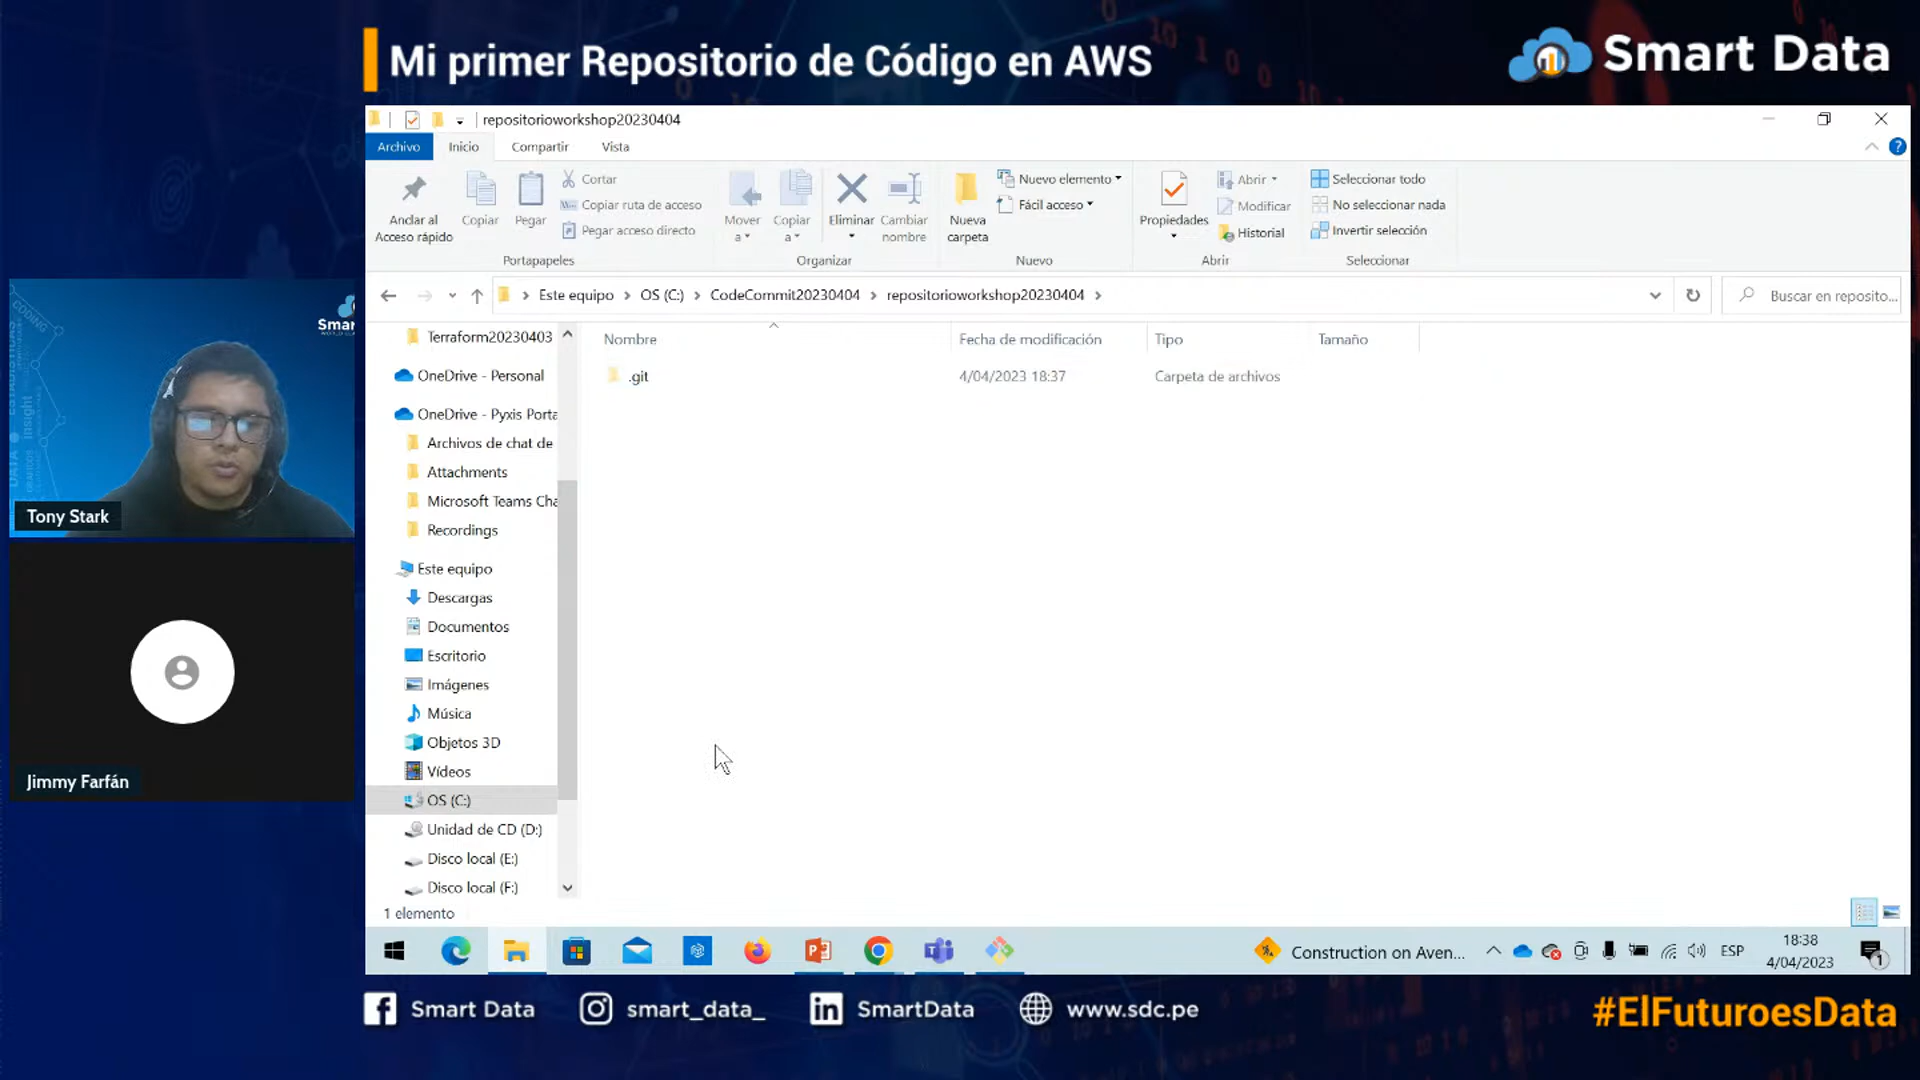 Mi primer Repositorio de Código en AWS
Smart Data
repositorioworkshop20230404
Archivo
Inicio
Compartir
Vista
Anclar al
Acceso rápido
Copiar
Pegar
Cortar
Copiar ruta de acceso
Pegar acceso directo
Portapapeles
Mover
a
Copiar
a
Eliminar
Cambiar
nombre
Organizar
Nueva
carpeta
Nuevo elemento
Fácil acceso
Nuevo
Propiedades
Abrir
Modificar
Historial
Abrir
Seleccionar todo
No seleccionar nada
Invertir selección
Seleccionar
Este equipo > OS (C:) > CodeCommit20230404 > repositorioworkshop20230404 >
Buscar en reposito...
Terraform20230403
OneDrive - Personal
OneDrive - Pyxis Porta
Archivos de chat de
Attachments
Microsoft Teams Cha
Recordings
Este equipo
Descargas
Documentos
Escritorio
Imágenes
Música
Objetos 3D
Vídeos
OS (C:)
Unidad de CD (D:)
Disco local (E:)
Disco local (F:)
Nombre
Fecha de modificación
Tipo
Tamaño
.git
4/04/2023 18:37
Carpeta de archivos
1 elemento
Construction on Aven...
ESP
18:38
4/04/2023
1
CODING
Smar
Tony Stark
Jimmy Farfán
Smart Data
smart_data_
SmartData
www.sdc.pe
#ElFuturoesData